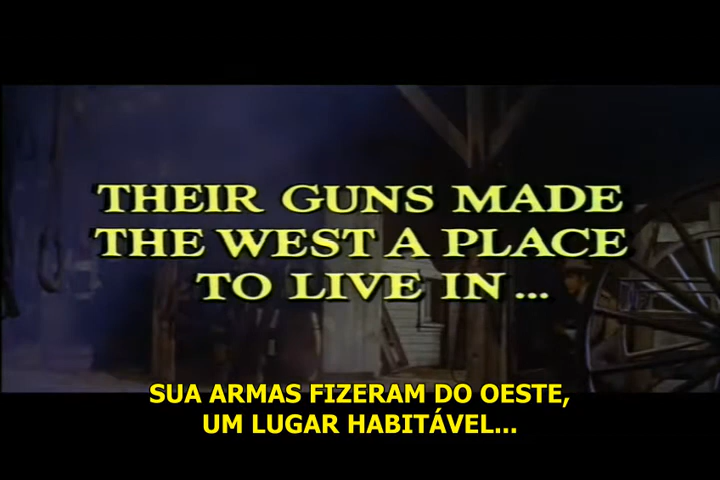 THEIR GUNS MADE
THE WEST A PLACE
TO LIVE IN...
SUA ARMAS FIZERAM DO OESTE,
UM LUGAR HABITÁVEL...